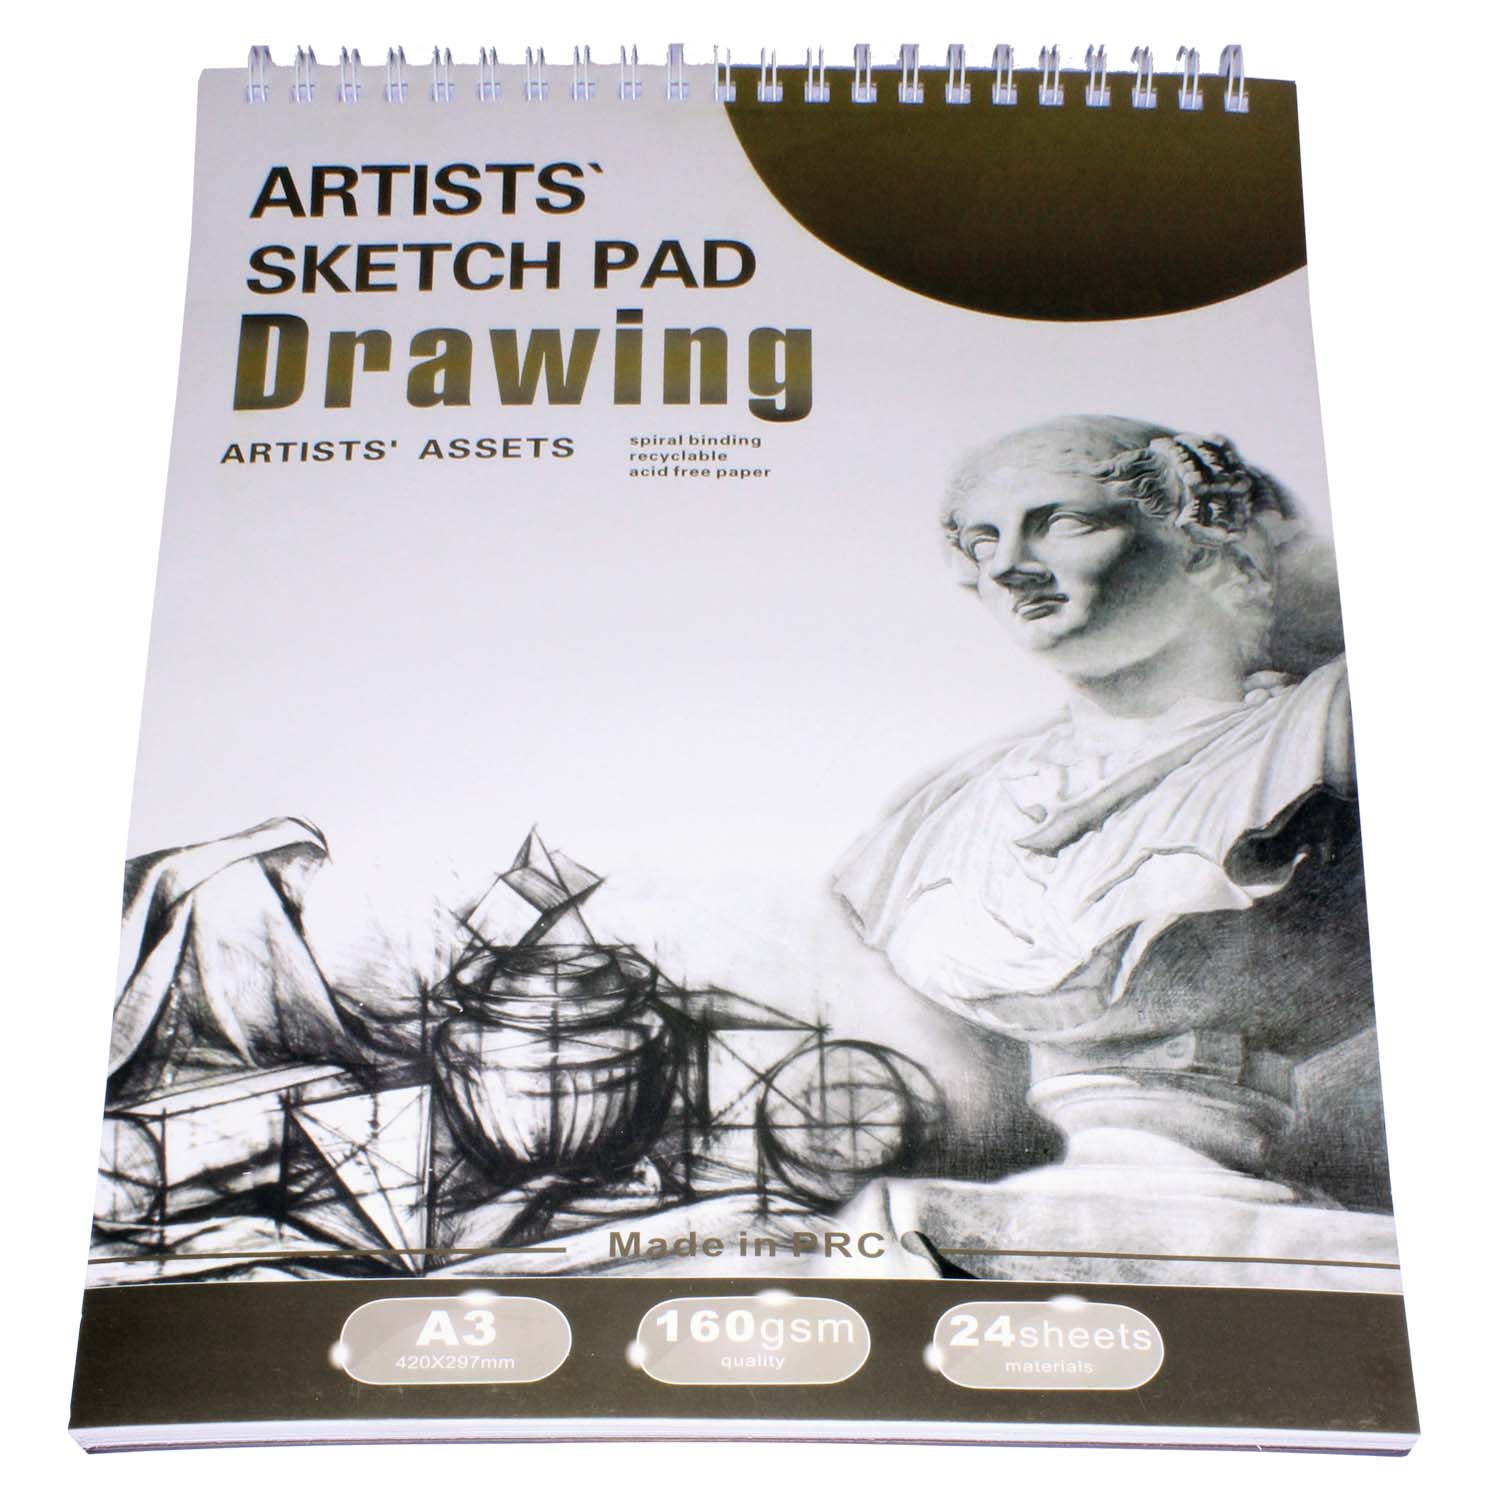 ARTISTS`
SKETCH PAD
Drawing
ARTISTS' ASSETS
spiral binding
recyclable
acid free paper
Made in PRC
A3
420X297mm
160gsm
quality
24sheets
materials